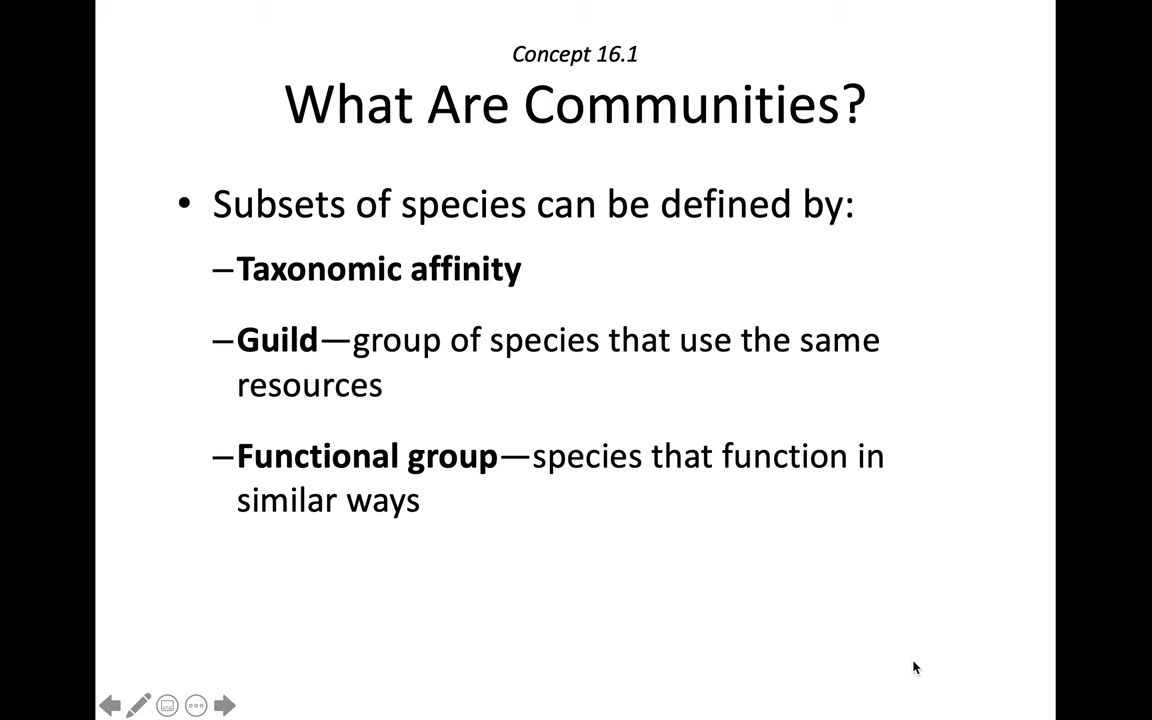 Concept 16.1
What Are Communities?
• Subsets of species can be defined by:
–Taxonomic affinity
–Guild—group of species that use the same
resources
–Functional group—species that function in
similar ways